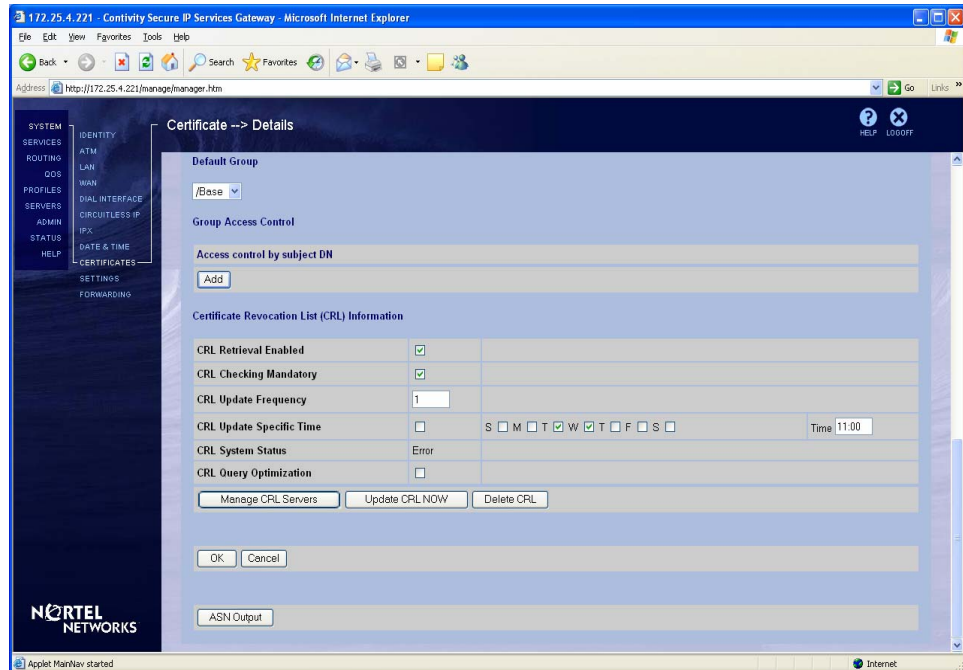 172.25.4.221 - Contivity Secure IP Services Gateway - Microsoft Internet Explorer
File Edit View Favorites Tools Help
Back Search Favorites
Address http://172.25.4.221/manage/manager.htm Go Links »
SYSTEM
SERVICES
ROUTING
QOS
PROFILES
SERVERS
ADMIN
STATUS
HELP
IDENTITY
ATM
LAN
WAN
DIAL INTERFACE
CIRCUITLESS IP
IPX
DATE & TIME
CERTIFICATES
SETTINGS
FORWARDING
Certificate --> Details
HELP LOGOFF
Default Group
/Base
Group Access Control
Access control by subject DN
Add
Certificate Revocation List (CRL) Information
CRL Retrieval Enabled
CRL Checking Mandatory
CRL Update Frequency 1
CRL Update Specific Time S M T W T F S Time 11:00
CRL System Status Error
CRL Query Optimization
Manage CRL Servers Update CRL NOW Delete CRL
OK Cancel
ASN Output
NORTEL
NETWORKS
Applet MainNav started Internet